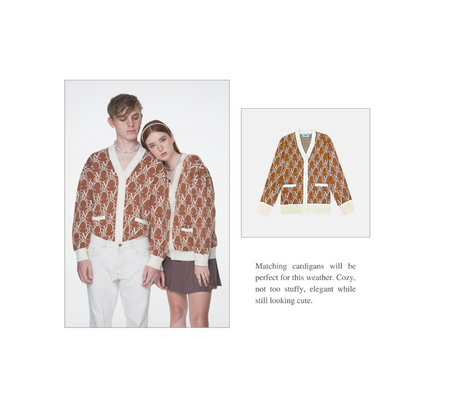 Matching cardigans will be
perfect for this weather. Cozy,
not too stuffy, elegant while
still looking cute.